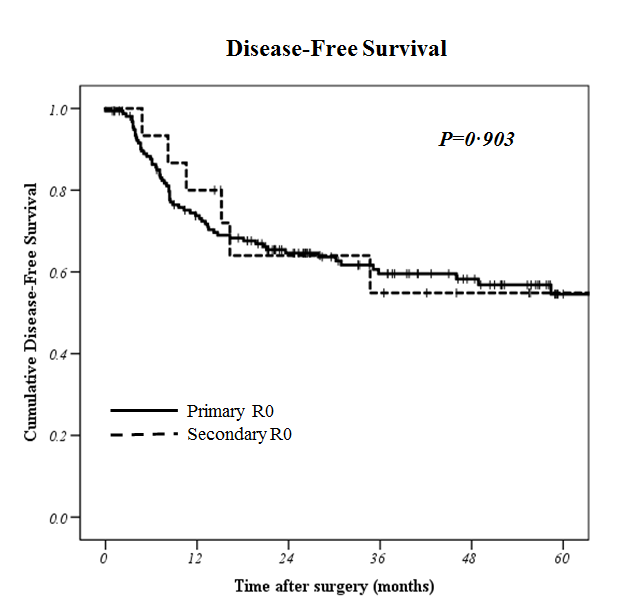 Disease-Free Survival
P=0·903
Cumulative Disease-Free Survival
1.0
0.8
0.6
0.4
0.2
0.0
Primary R0
Secondary R0
0 12 24 36 48 60
Time after surgery (months)